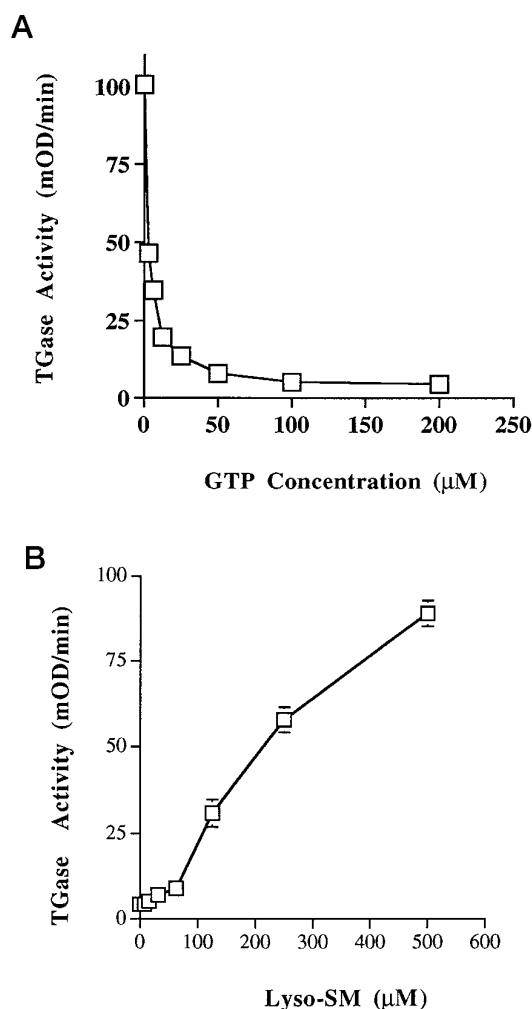 A
TGase Activity (mOD/min)
100
75
50
25
0
0 50 100 150 200 250
GTP Concentration (μM)
B
TGase Activity (mOD/min)
100
75
50
25
0
0 100 200 300 400 500 600
Lyso-SM (μM)